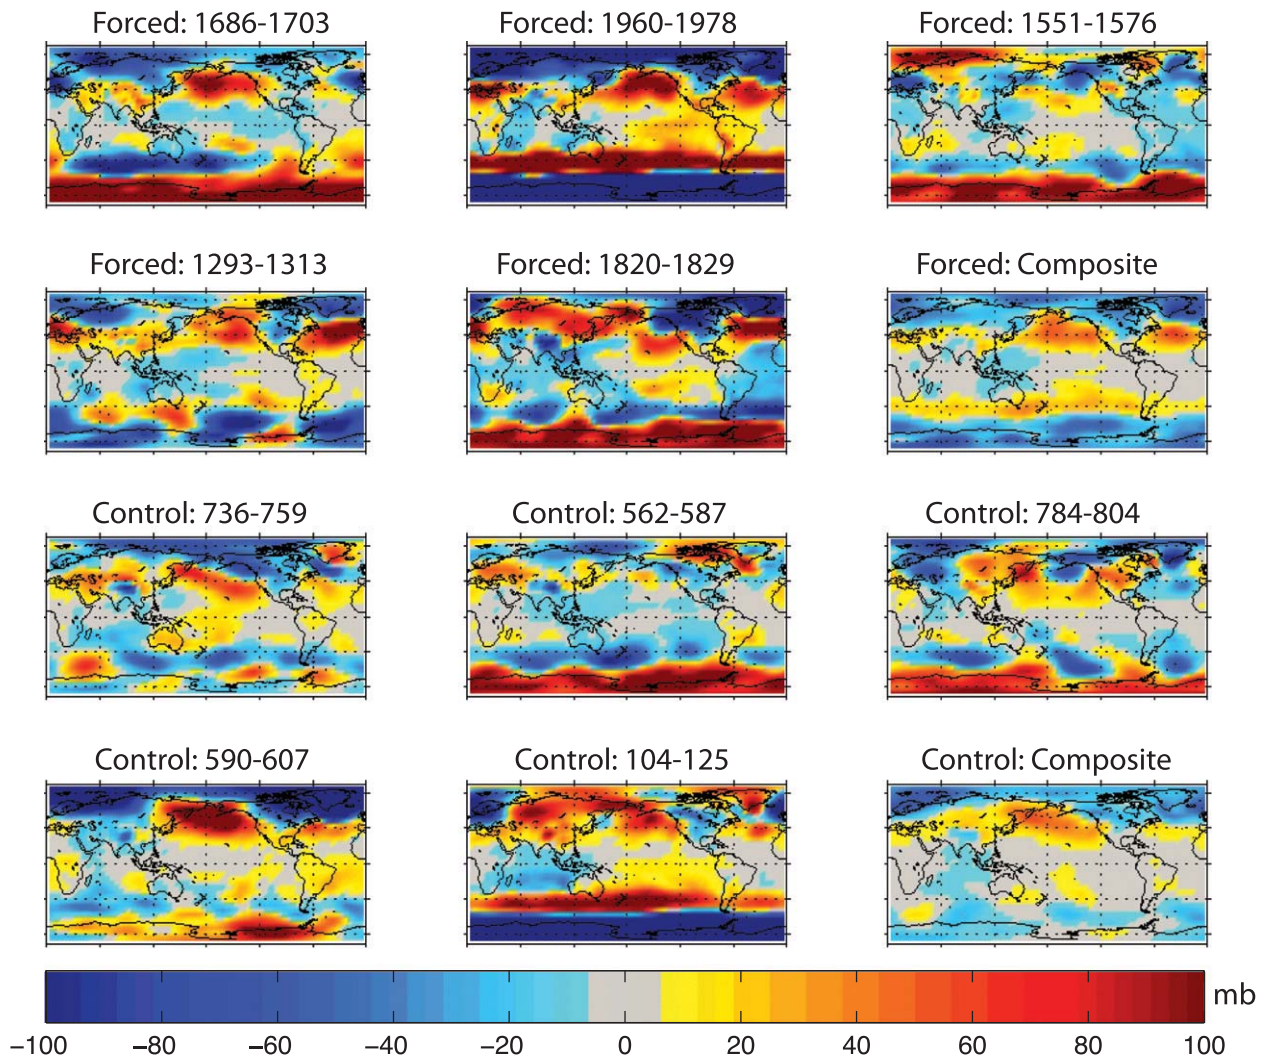 Forced: 1686-1703
Forced: 1960-1978
Forced: 1551-1576
Forced: 1293-1313
Forced: 1820-1829
Forced: Composite
Control: 736-759
Control: 562-587
Control: 784-804
Control: 590-607
Control: 104-125
Control: Composite
mb
−100 −80 −60 −40 −20 0 20 40 60 80 100